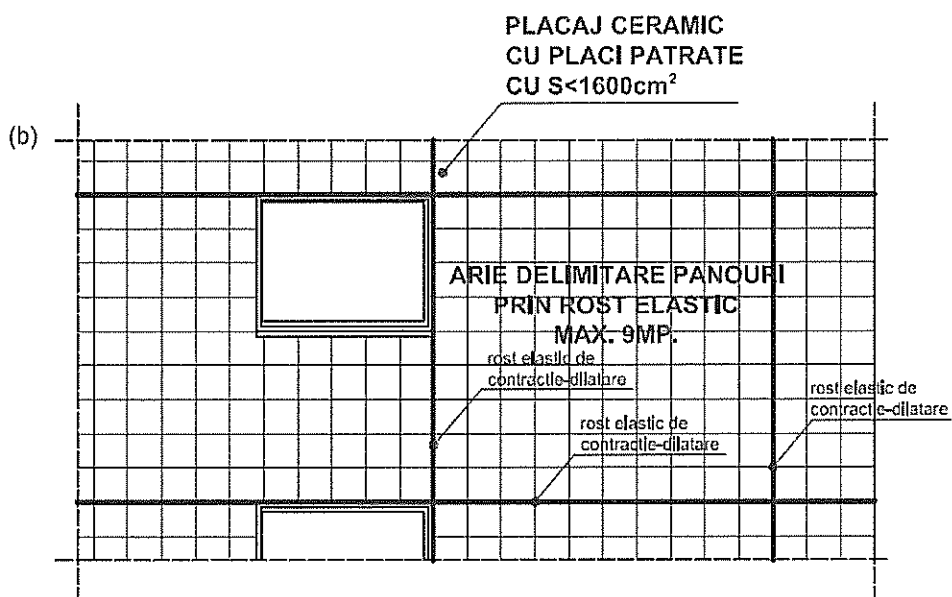 PLACAJ CERAMIC
CU PLACI PATRATE
CU S<1600cm²
(b)
ARIE DELIMITARE PANOURI
PRIN ROST ELASTIC
MAX. 9MP.
rost elastic de
contractie-dilatare
rost elastic de
contractie-dilatare
rost elastic de
contractie-dilatare